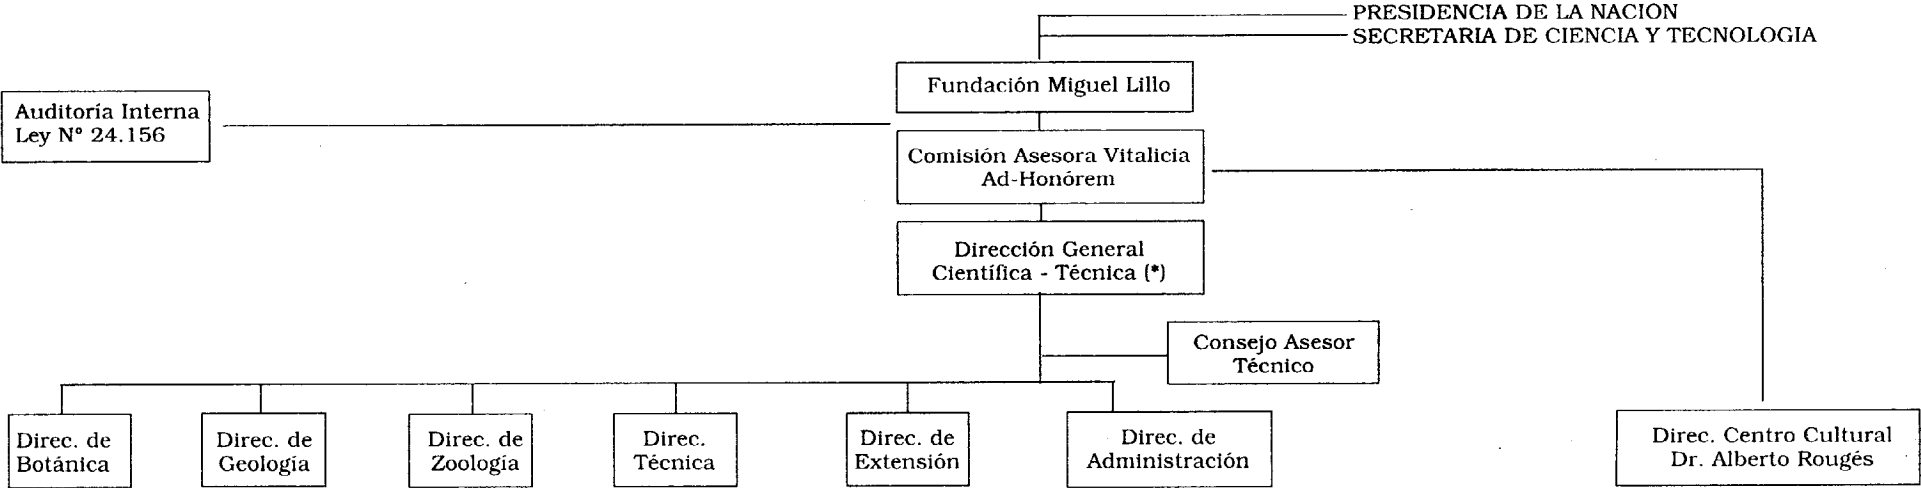 PRESIDENCIA DE LA NACION
SECRETARIA DE CIENCIA Y TECNOLOGIA
Fundación Miguel Lillo
Auditoría Interna
Ley Nº 24.156
Comisión Asesora Vitalicia
Ad-Honórem
Dirección General
Científica - Técnica (*)
Consejo Asesor
Técnico
Direc. de
Botánica
Direc. de
Geología
Direc. de
Zoología
Direc.
Técnica
Direc. de
Extensión
Direc. de
Administración
Direc. Centro Cultural
Dr. Alberto Rougés